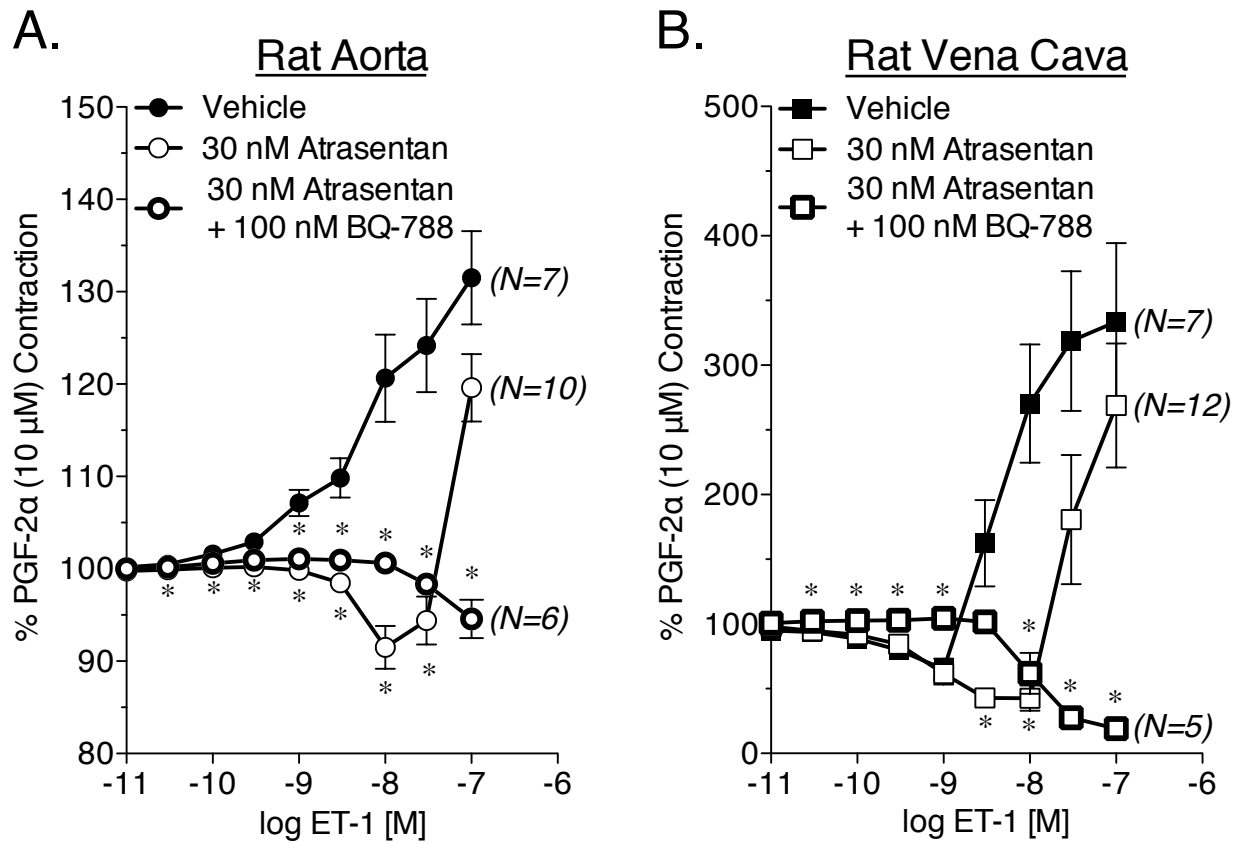 A.
Rat Aorta
150
140
130
120
110
100
90
80
% PGF-2α (10 µM) Contraction
Vehicle
30 nM Atrasentan
30 nM Atrasentan
+ 100 nM BQ-788
(N=7)
(N=10)
(N=6)
* * * *
*
* * * * *
*
*
-11 -10 -9 -8 -7 -6
log ET-1 [M]
B.
Rat Vena Cava
500
400
300
200
100
0
% PGF-2α (10 µM) Contraction
Vehicle
30 nM Atrasentan
30 nM Atrasentan
+ 100 nM BQ-788
(N=7)
(N=12)
(N=5)
* * * *
*
* *
* *
-11 -10 -9 -8 -7 -6
log ET-1 [M]